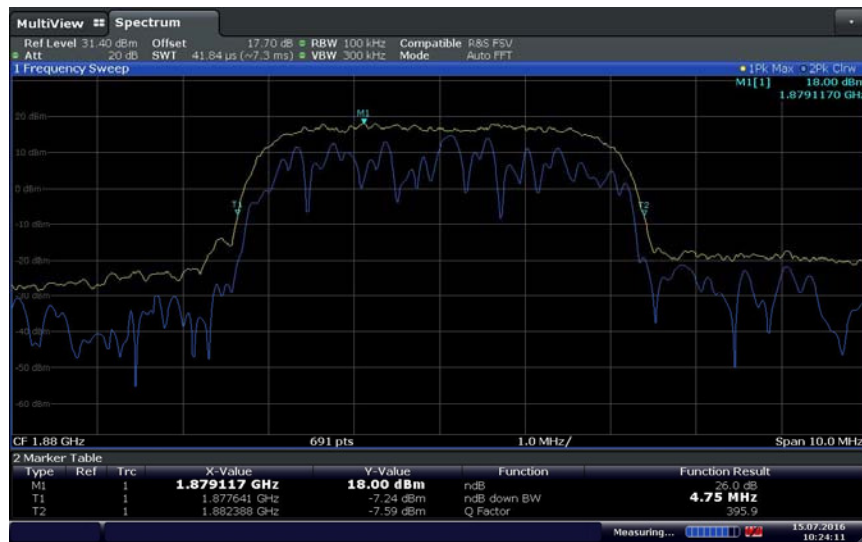 MultiView Spectrum
Ref Level 31.40 dBm Offset 17.70 dB RBW 100 kHz Compatible R&S FSV
Att 20 dB SWT 41.84 µs (~7.3 ms) VBW 300 kHz Mode Auto FFT
1 Frequency Sweep 1Pk Max 2Pk Clrw
M1[1] 18.00 dBm
1.8791170 GHz
M1
20 dBm
10 dBm
0 dBm
T1 T2
-10 dBm
-20 dBm
-30 dBm
-40 dBm
-50 dBm
-60 dBm
CF 1.88 GHz 691 pts 1.0 MHz/ Span 10.0 MHz
2 Marker Table
Type Ref Trc X-Value Y-Value Function Function Result
M1 1 1.879117 GHz 18.00 dBm ndB 26.0 dB
T1 1 1.877641 GHz -7.24 dBm ndB down BW 4.75 MHz
T2 1 1.882388 GHz -7.59 dBm Q Factor 395.9
Measuring... 15.07.2016
10:24:11